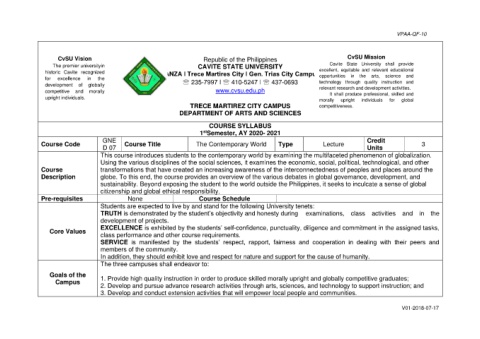 VPAA-QF-10
CvSU Vision
The premier university in
historic Cavite recognized
for excellence in the
development of globally
competitive and morally
upright individuals.
Republic of the Philippines
CAVITE STATE UNIVERSITY
ANZA I Trece Martires City I Gen. Trias City Campu
☏ 235-7997 I ☏ 410-5247 I ☏ 437-0693
www.cvsu.edu.ph
TRECE MARTIREZ CITY CAMPUS
DEPARTMENT OF ARTS AND SCIENCES
CvSU Mission
Cavite State University shall provide
excellent, equitable and relevant educational
opportunities in the arts, science and
technology through quality instruction and
relevant research and development activities.
It shall produce professional, skilled and
morally upright individuals for global
competitiveness.
COURSE SYLLABUS
1stSemester, AY 2020- 2021
Course Code GNED 07 Course Title The Contemporary World Type Lecture Credit Units 3
Course Description
This course introduces students to the contemporary world by examining the multifaceted phenomenon of globalization.
Using the various disciplines of the social sciences, it examines the economic, social, political, technological, and other
transformations that have created an increasing awareness of the interconnectedness of peoples and places around the
globe. To this end, the course provides an overview of the various debates in global governance, development, and
sustainability. Beyond exposing the student to the world outside the Philippines, it seeks to inculcate a sense of global
citizenship and global ethical responsibility.
Pre-requisites None Course Schedule
Core Values
Students are expected to live by and stand for the following University tenets:
TRUTH is demonstrated by the student's objectivity and honesty during examinations, class activities and in the
development of projects.
EXCELLENCE is exhibited by the students' self-confidence, punctuality, diligence and commitment in the assigned tasks,
class performance and other course requirements.
SERVICE is manifested by the students' respect, rapport, fairness and cooperation in dealing with their peers and
members of the community.
In addition, they should exhibit love and respect for nature and support for the cause of humanity.
Goals of the Campus
The three campuses shall endeavor to:
1. Provide high quality instruction in order to produce skilled morally upright and globally competitive graduates;
2. Develop and pursue advance research activities through arts, sciences, and technology to support instruction; and
3. Develop and conduct extension activities that will empower local people and communities.
V01-2018-07-17